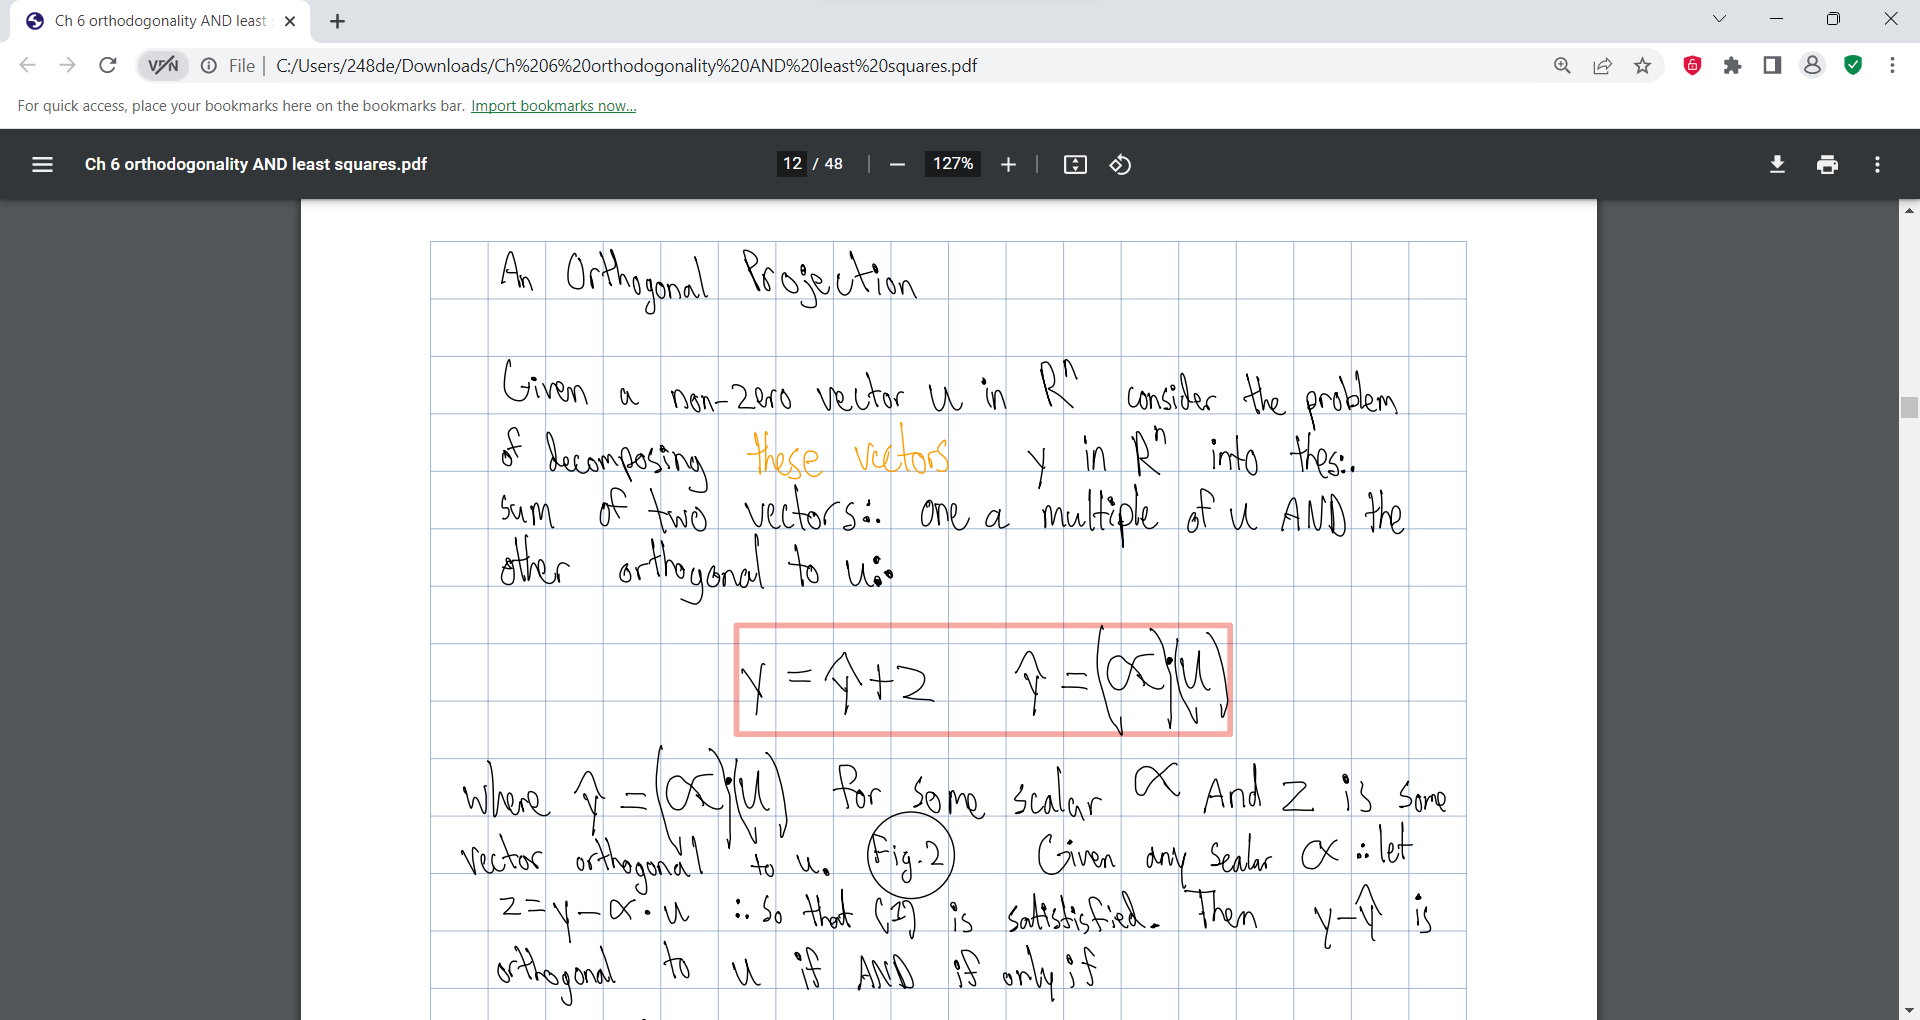 Ch 6 orthodogonality AND least
VPN File C:/Users/248de/Downloads/Ch%206%20orthodogonality%20AND%20least%20squares.pdf
For quick access, place your bookmarks here on the bookmarks bar. Import bookmarks now...
Ch 6 orthodogonality AND least squares.pdf 12 / 48 127%
An Orthogonal Projection
Given a non-zero vector u in Rⁿ consider the problem
of decomposing these vectors y in Rⁿ into thes:.
sum of two vectors:. one a multiple of u AND the
other orthogonal to u:.
y = ŷ + z ŷ = (α)·(u)
where ŷ = (α)·(u) for some scalar α And z is some
vector orthogonal to u. Fig.2 Given any scalar α ∴ let
z = y - α · u ∴ so that (1) is satistisfied. Then y - ŷ is
orthogonal to u if AND if only if